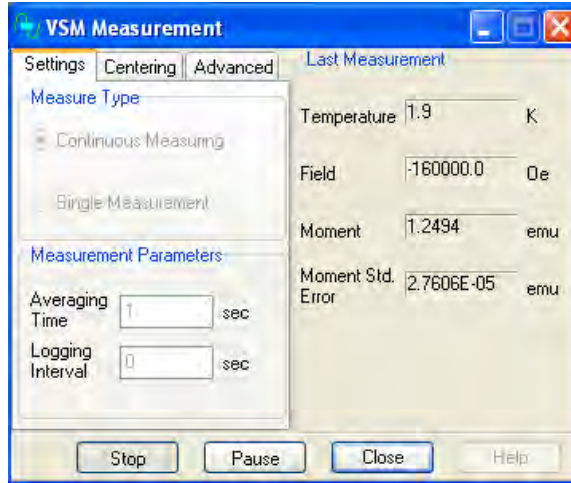 VSM Measurement
Settings Centering Advanced
Measure Type
Continuous Measuring
Single Measurement
Measurement Parameters
Averaging Time 1 sec
Logging Interval 0 sec
Last Measurement
Temperature 1.9 K
Field -160000.0 Oe
Moment 1.2494 emu
Moment Std. Error 2.7606E-05 emu
Stop Pause Close Help